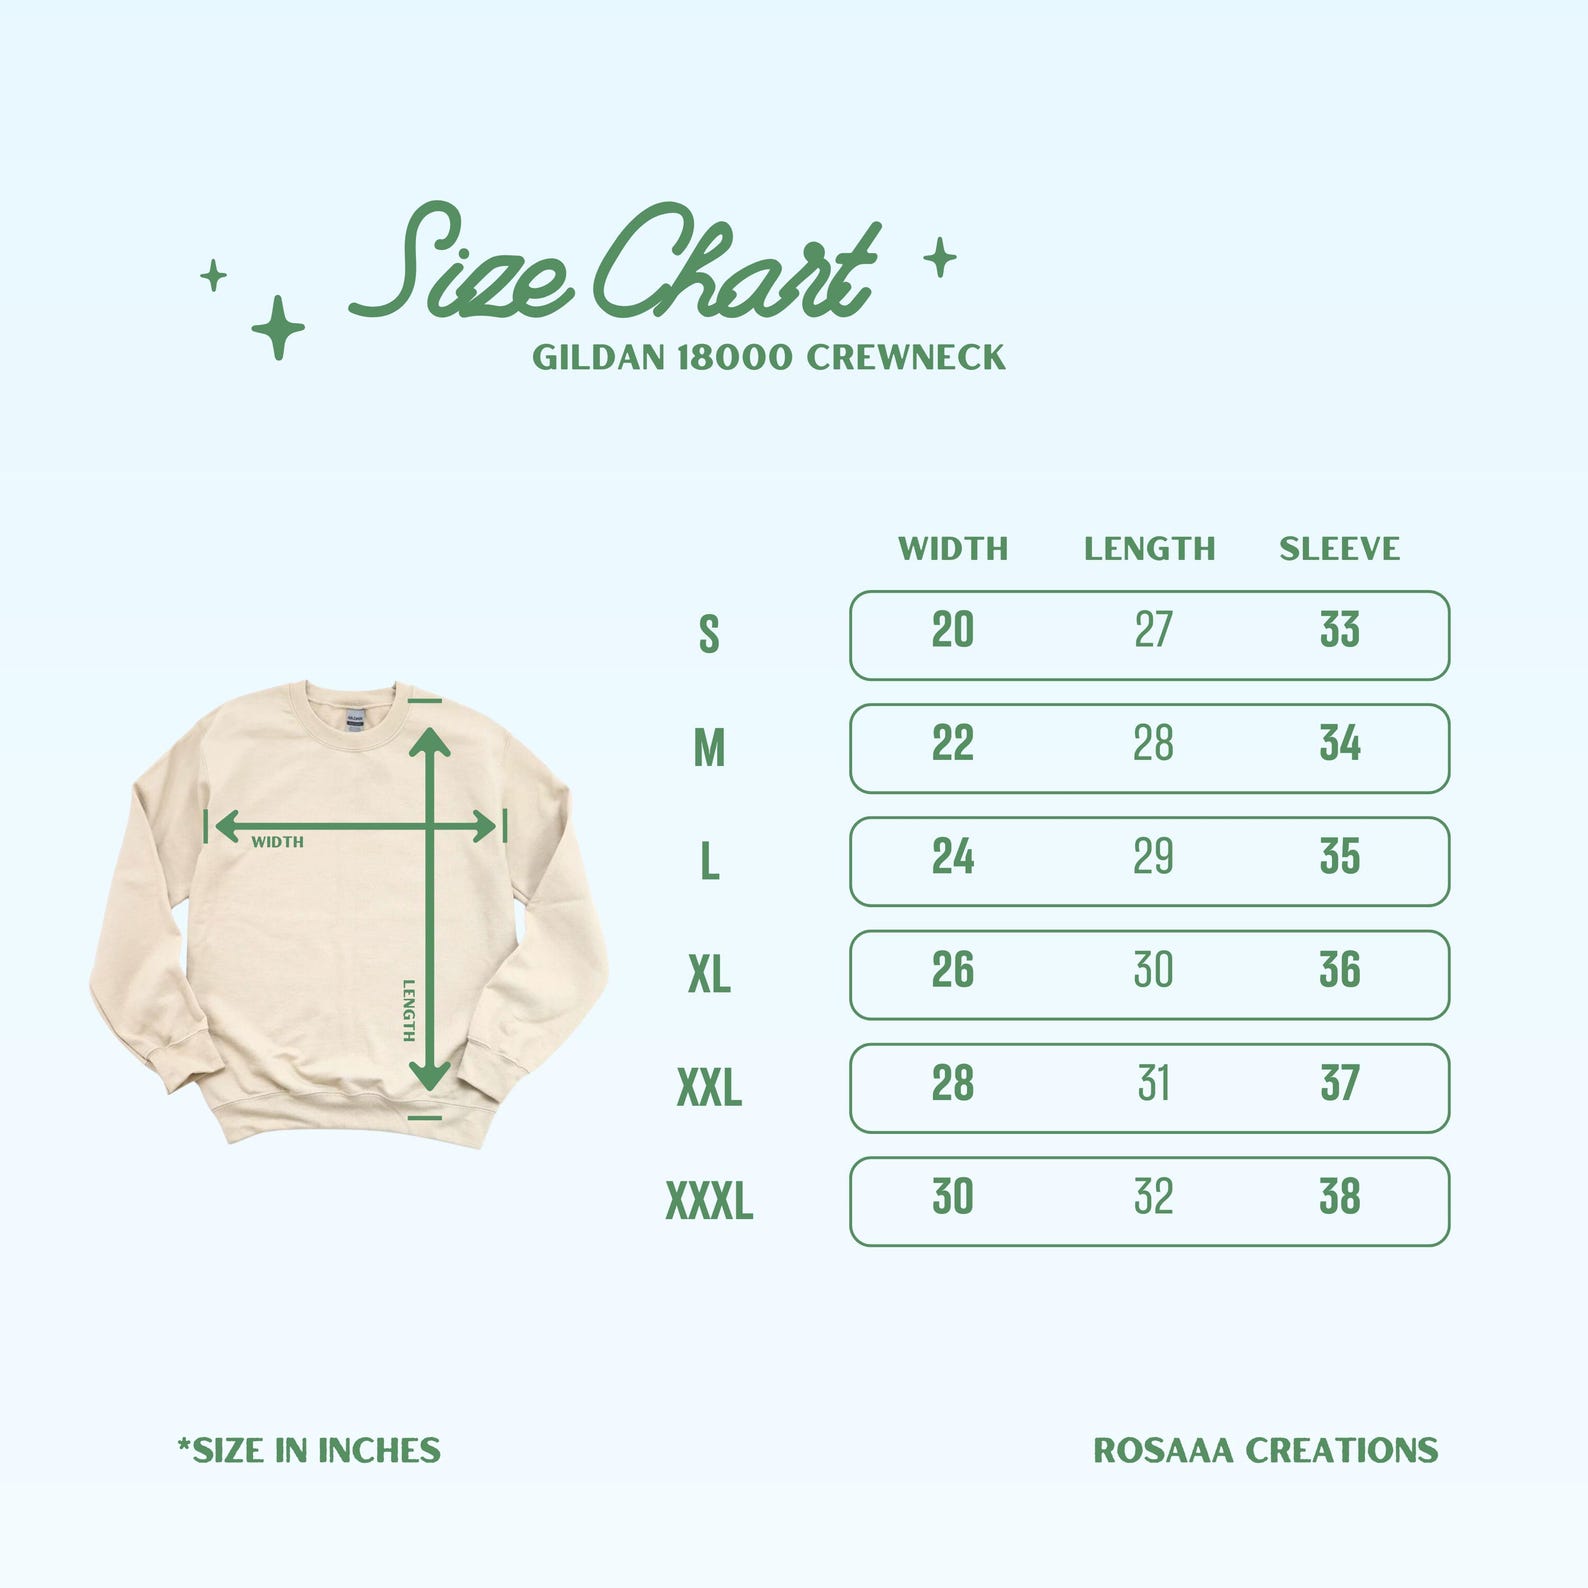 Size Chart
GILDAN 18000 CREWNECK
WIDTH LENGTH SLEEVE
S 20 27 33
M 22 28 34
L 24 29 35
XL 26 30 36
XXL 28 31 37
XXXL 30 32 38
WIDTH
LENGTH
*SIZE IN INCHES
ROSAAA CREATIONS